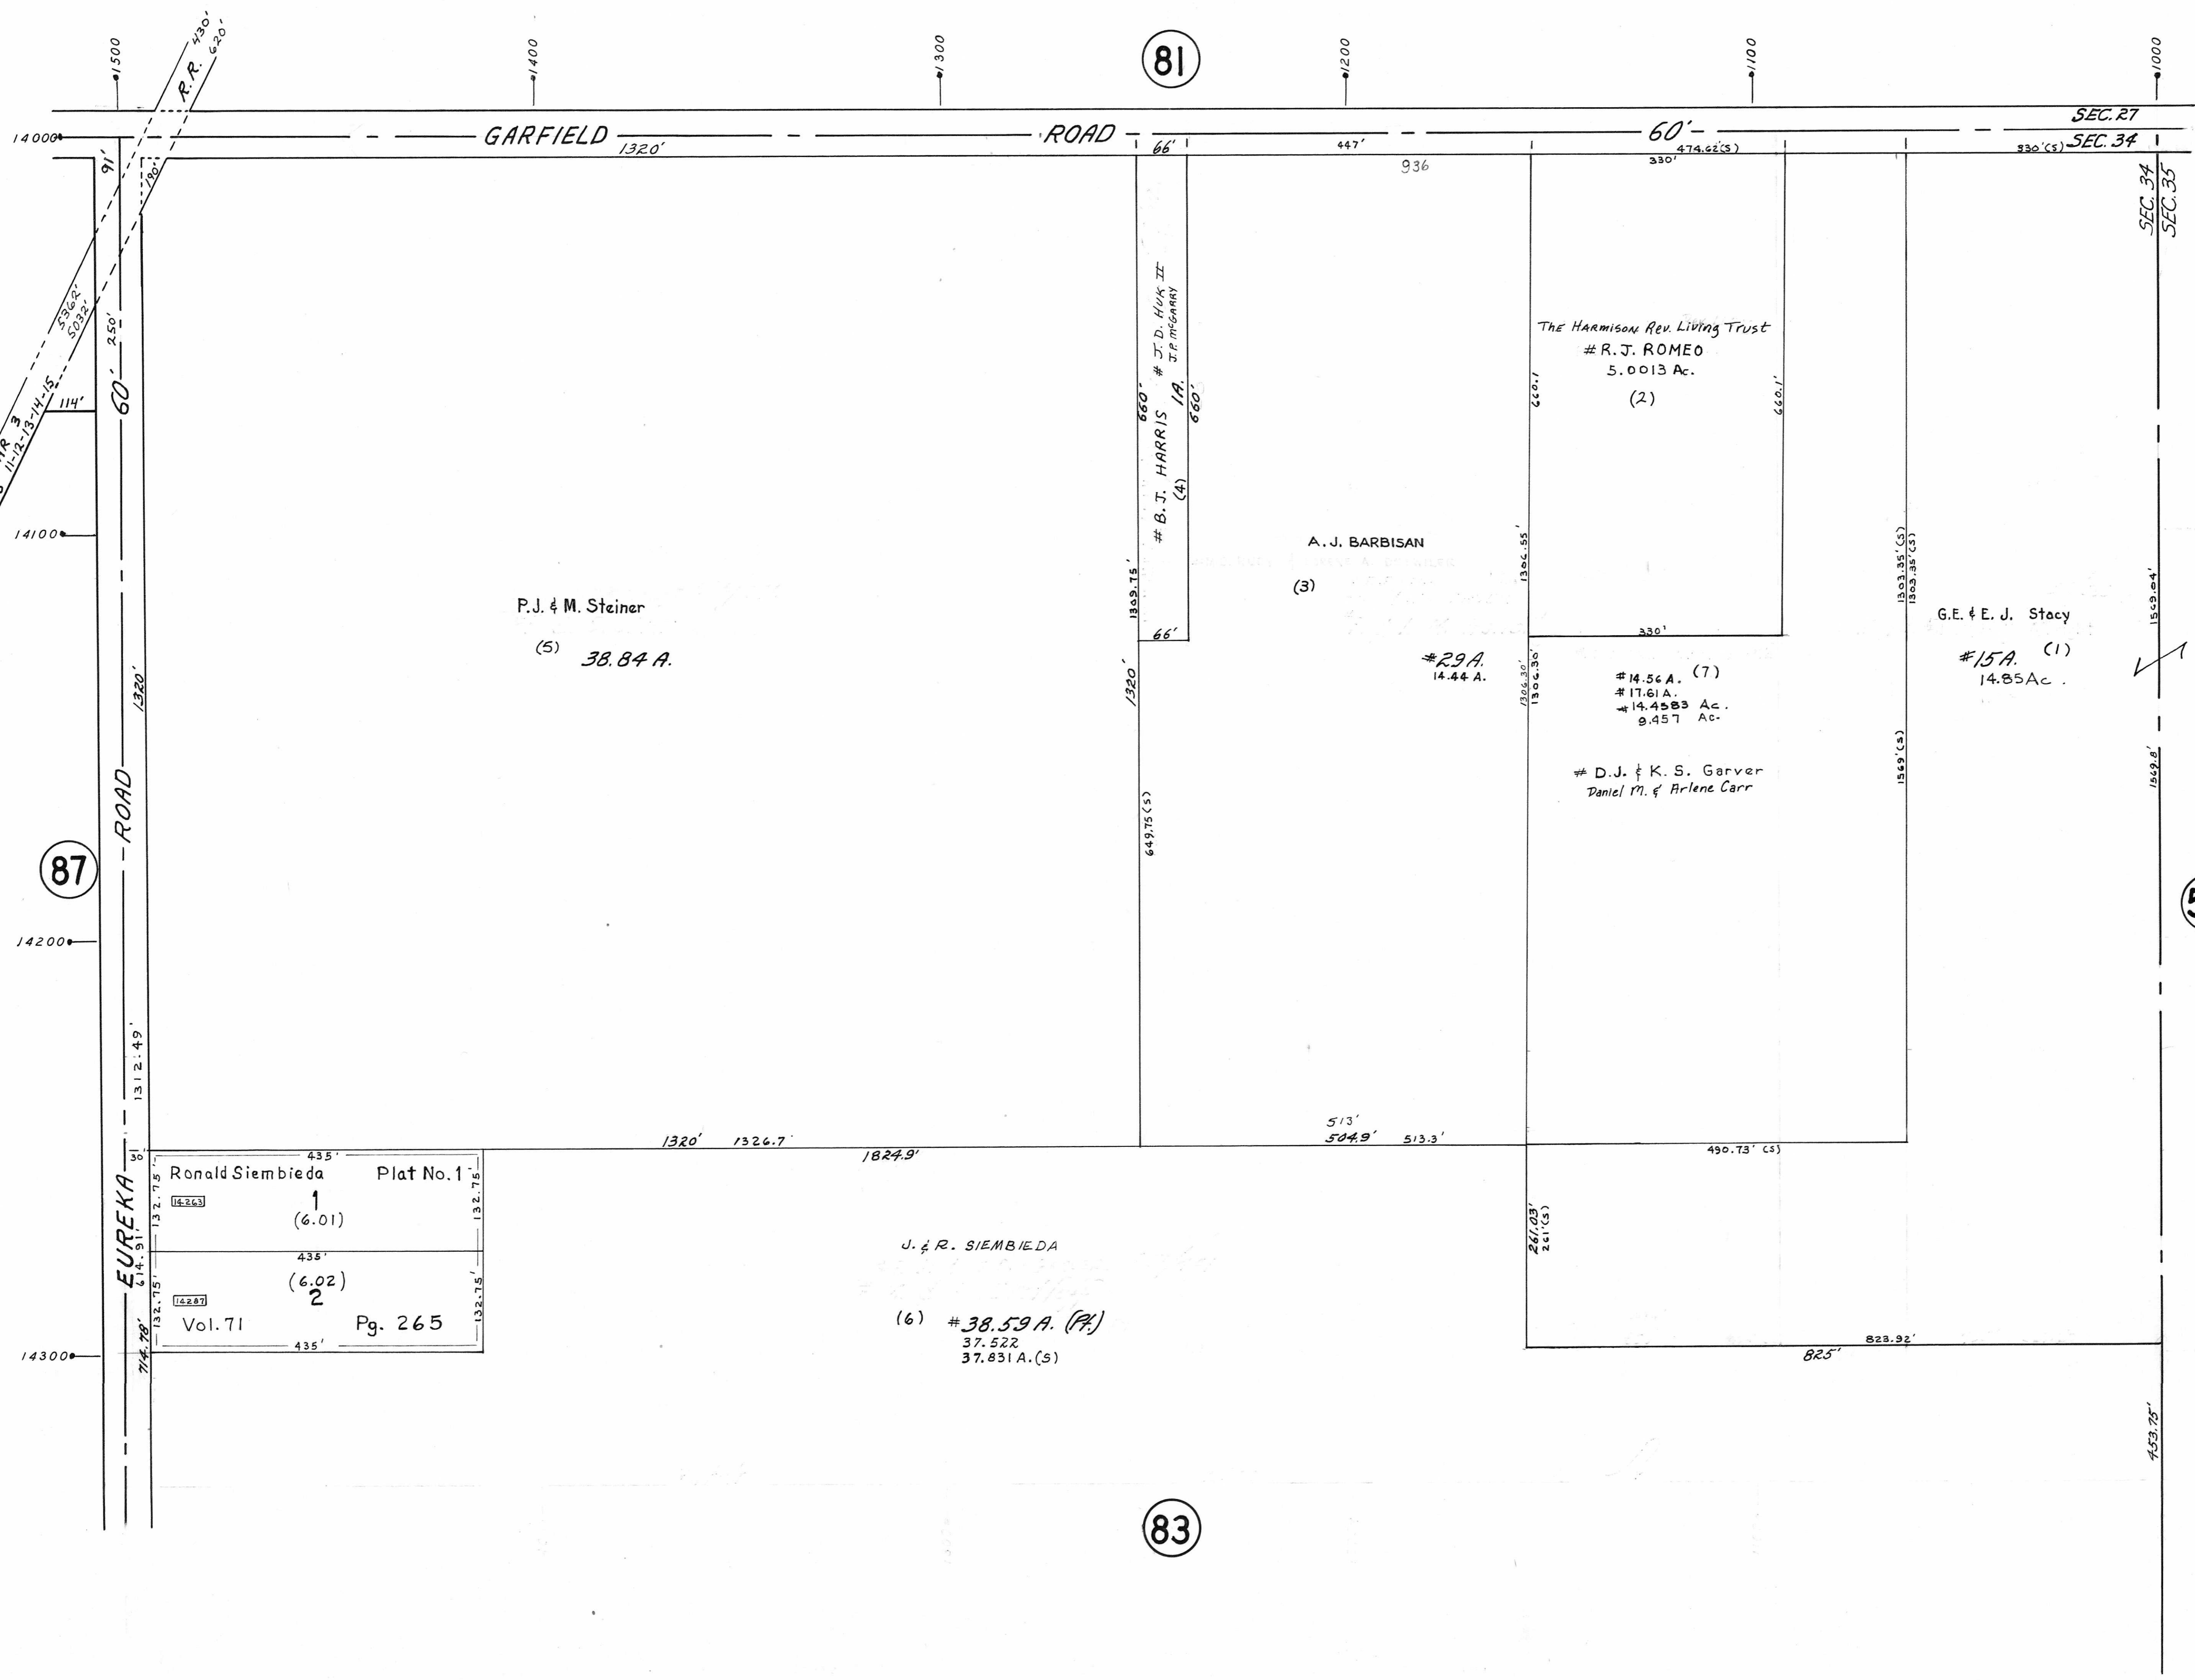 1500
430'
R.R. 620'
1400
1300
81
1200
1100
1000
14000
GARFIELD ROAD 60'
SEC. 27
SEC. 34
1320'
66'
447'
474.62'(S)
330'
936
91'
190'
SEC. 34
SEC. 35
5362'
5032'
250'
60'
114'
11-12-13-14-15
# B.J. HARRIS # J.D. HUK II
J.P. McGARRY
1A.
(4)
660'
660'
The Harmison Rev. Living Trust
# R.J. ROMEO
5.0013 Ac.
(2)
660.1
660.1'
14100
A.J. BARBISAN
(3)
1306.55'
1303.35'(S)
1303.35'(S)
1569.04'
P.J. & M. Steiner
(5) 38.84 A.
1309.75'
66'
330'
G.E. & E.J. Stacy
#15A. (1)
14.85 Ac.
1320'
1320'
#29A.
14.44 A.
1306.30'
1306.30'
#14.56 A. (7)
#17.61 A.
#14.4583 Ac.
9.457 Ac.
# D.J. & K.S. Garver
Daniel M. & Arlene Carr
1569'(S)
1569.8'
ROAD
649.75(S)
87
14200
1312.49'
1320' 1326.7'
1824.9'
513'
504.9' 513.3'
490.73' (S)
30'
435'
Ronald Siembieda Plat No. 1
14263
1
(6.01)
132.75'
132.75'
EUREKA
614.91'
435'
(6.02)
2
14287
132.75'
132.75'
Vol. 71 Pg. 265
435'
714.78'
J. & R. SIEMBIEDA
(6) #38.59 A. (Pt.)
37.522
37.831 A.(S)
261.03'
261'(S)
823.92'
825'
14300
453.75'
83